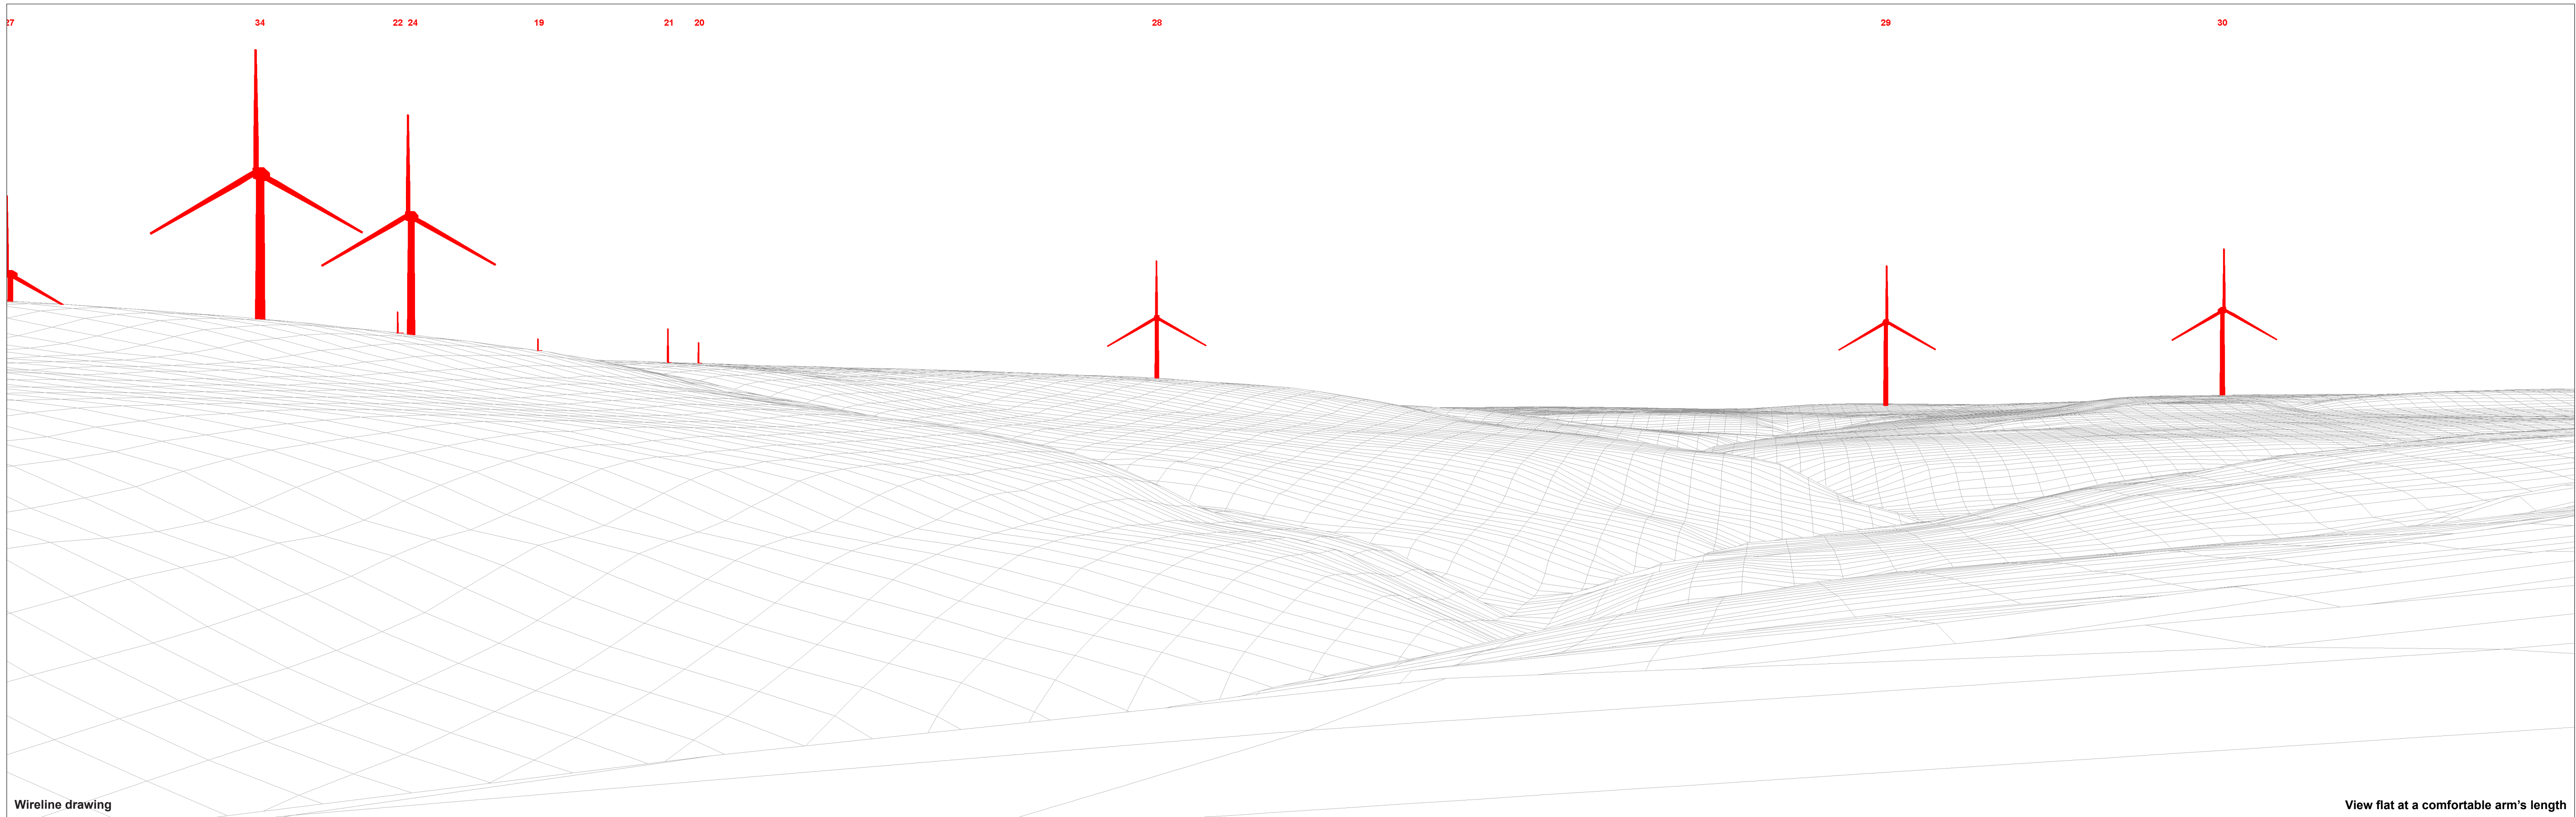 27 34 22 24 19 21 20 28 29 30
Wireline drawing
View flat at a comfortable arm's length